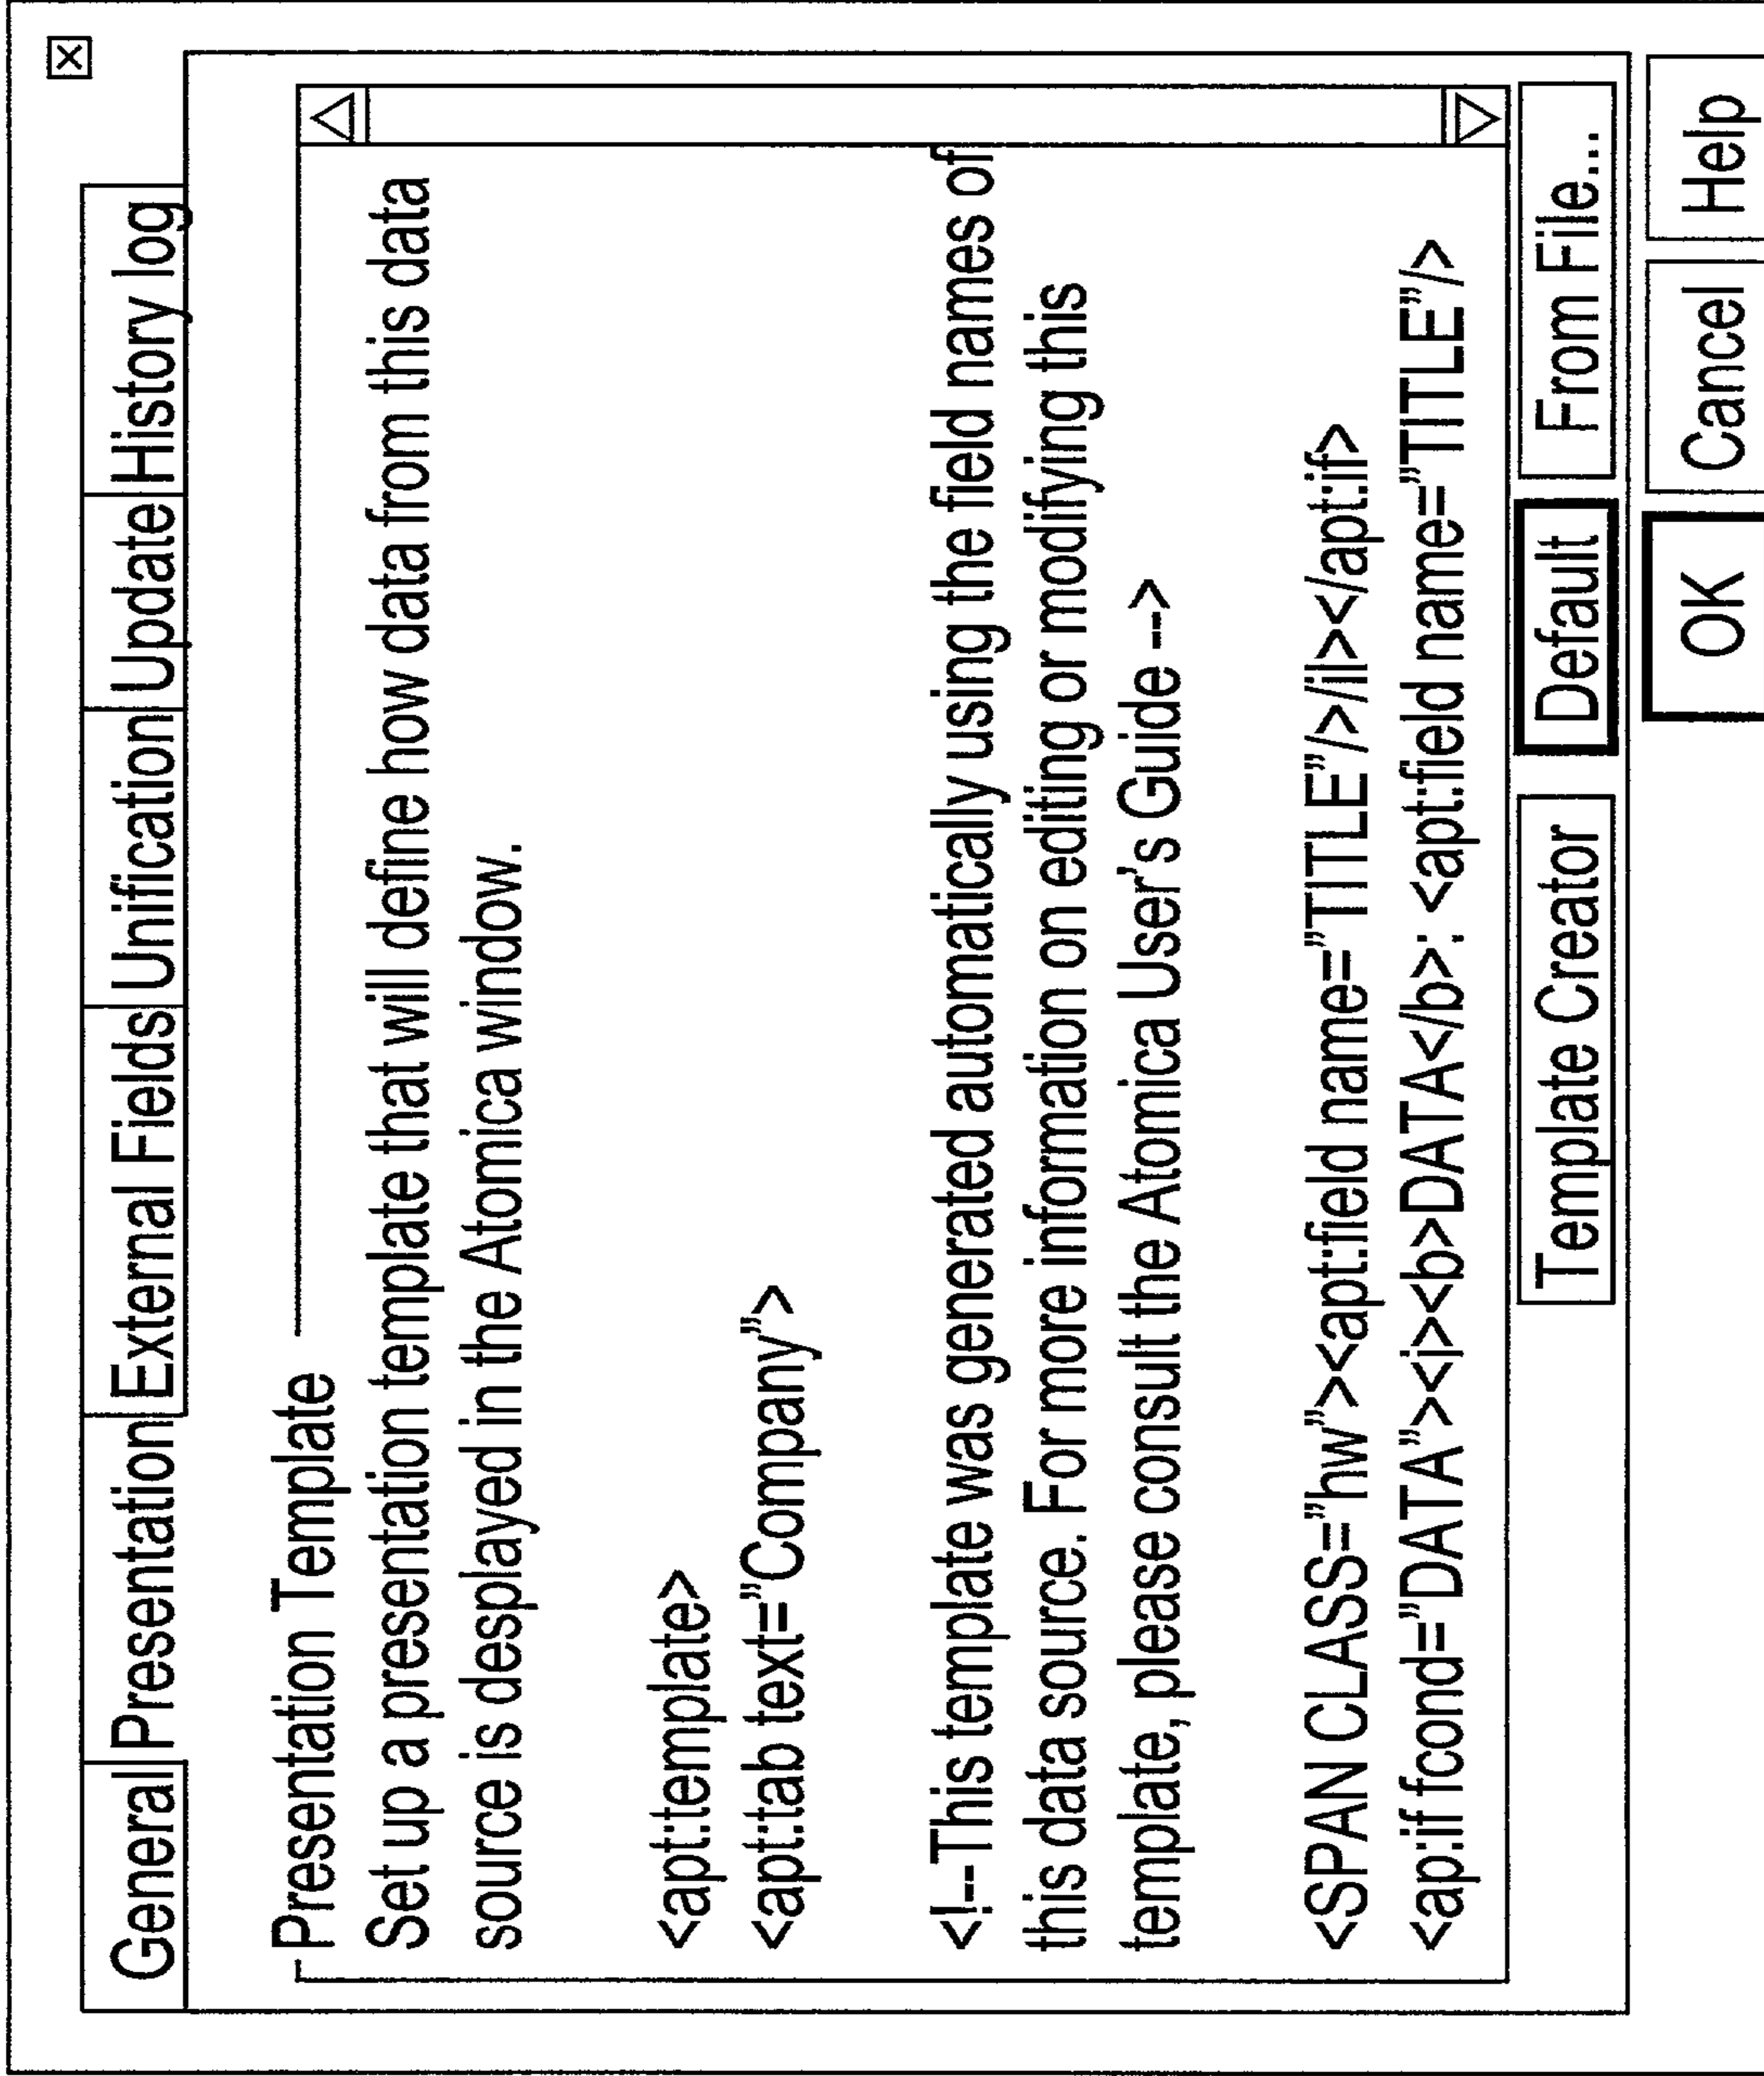 General Presentation External Fields Unification Update History log
Presentation Template
Set up a presentation template that will define how data from this data
source is desplayed in the Atomica window.
<apt:template>
<apt:tab text=”Company”>
<!--This template was generated automatically using the field names of
this data source. For more information on editing or modifying this
template, please consult the Atomica User's Guide -->
<SPAN CLASS=”hw”><apt:field name=”TITLE”/>/il></apt:if>
<ap:if fcond=”DATA”><i><b>DATA</b>: <apt:field name=”TITLE”/>
Template Creator Default From File...
OK Cancel Help